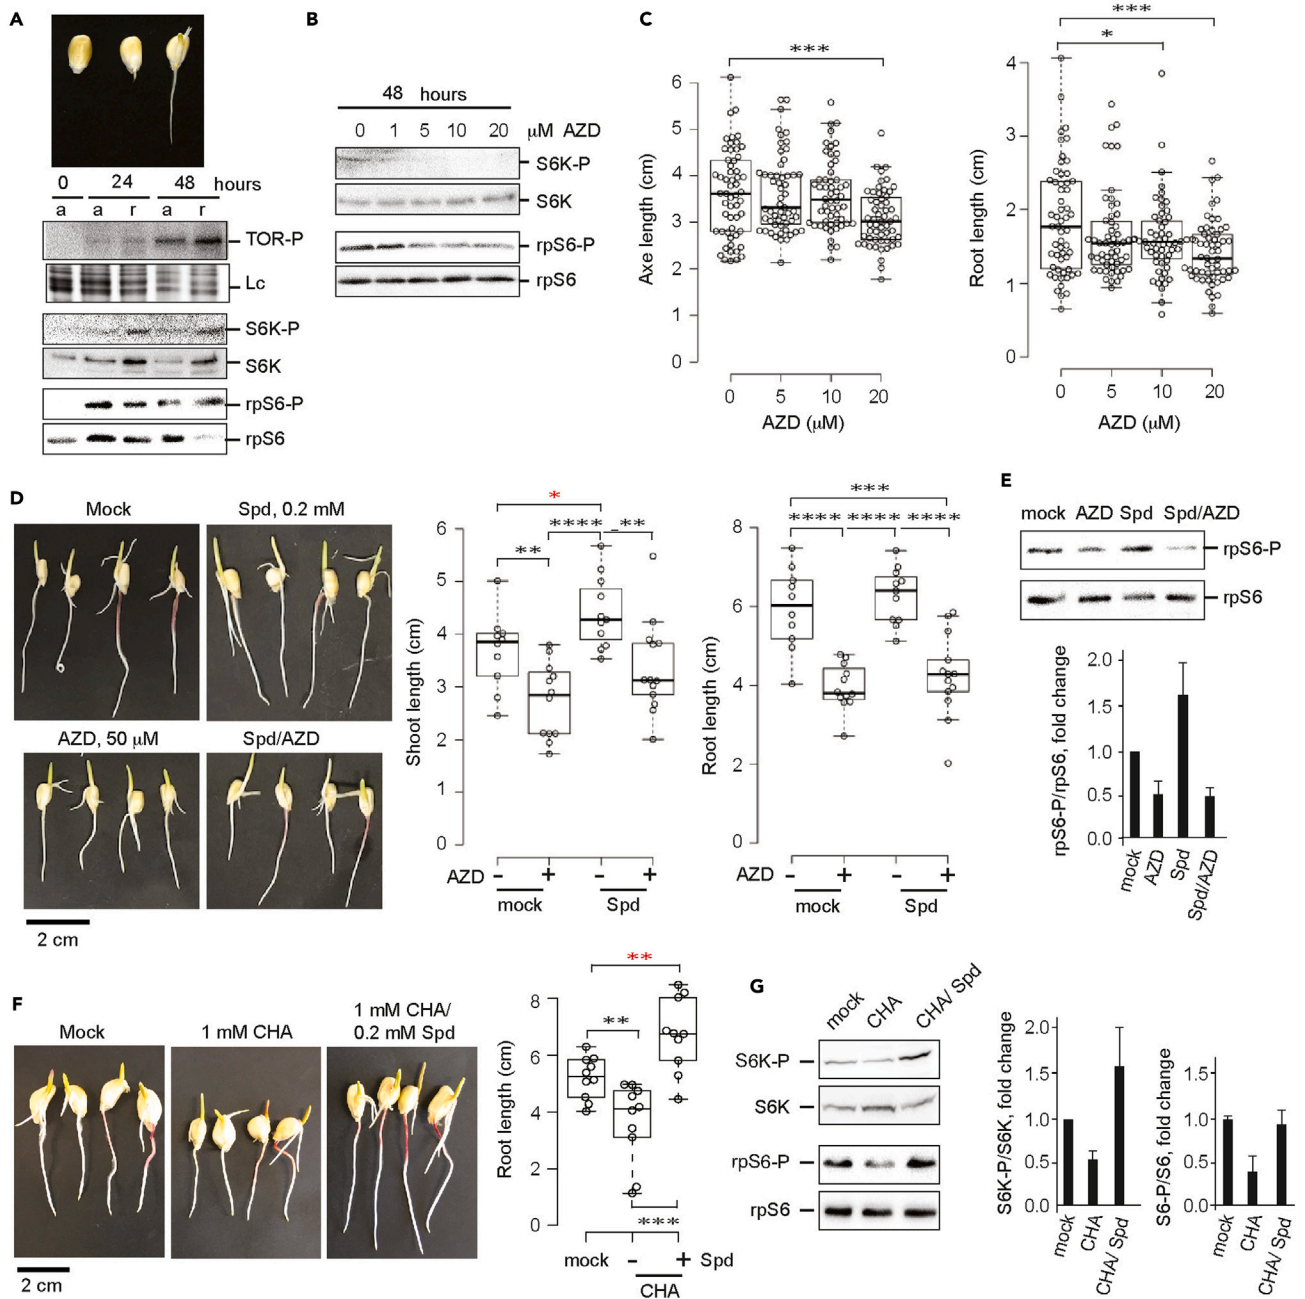 A
0 24 48 hours
a a r a r
TOR-P
Lc
S6K-P
S6K
rpS6-P
rpS6
B
48 hours
0 1 5 10 20 μM AZD
S6K-P
S6K
rpS6-P
rpS6
C
***
6
5
4
3
2
1
0
Axe length (cm)
0 5 10 20
AZD (μM)
***
*
4
2
1
0
Root length (cm)
0 5 10 20
AZD (μM)
D
Mock
Spd, 0.2 mM
AZD, 50 μM
Spd/AZD
2 cm
*
**** **
**
6
5
4
3
2
1
0
Shoot length (cm)
AZD - + - +
mock Spd
***
**** **** ****
8
6
4
2
0
Root length (cm)
AZD - + - +
mock Spd
E
mock AZD Spd Spd/AZD
rpS6-P
rpS6
2.0
1.5
1.0
0.5
0.0
rpS6-P/rpS6, fold change
mock
AZD
Spd
Spd/AZD
F
Mock
1 mM CHA
1 mM CHA/
0.2 mM Spd
2 cm
**
**
8
6
4
2
0
Root length (cm)
***
mock - + Spd
CHA
G
mock
CHA
CHA/ Spd
S6K-P
S6K
rpS6-P
rpS6
2.0
1.5
1.0
0.5
0.0
S6K-P/S6K, fold change
mock
CHA
CHA/ Spd
1.5
1.0
0.5
0.0
S6-P/S6, fold change
mock
CHA
CHA/ Spd